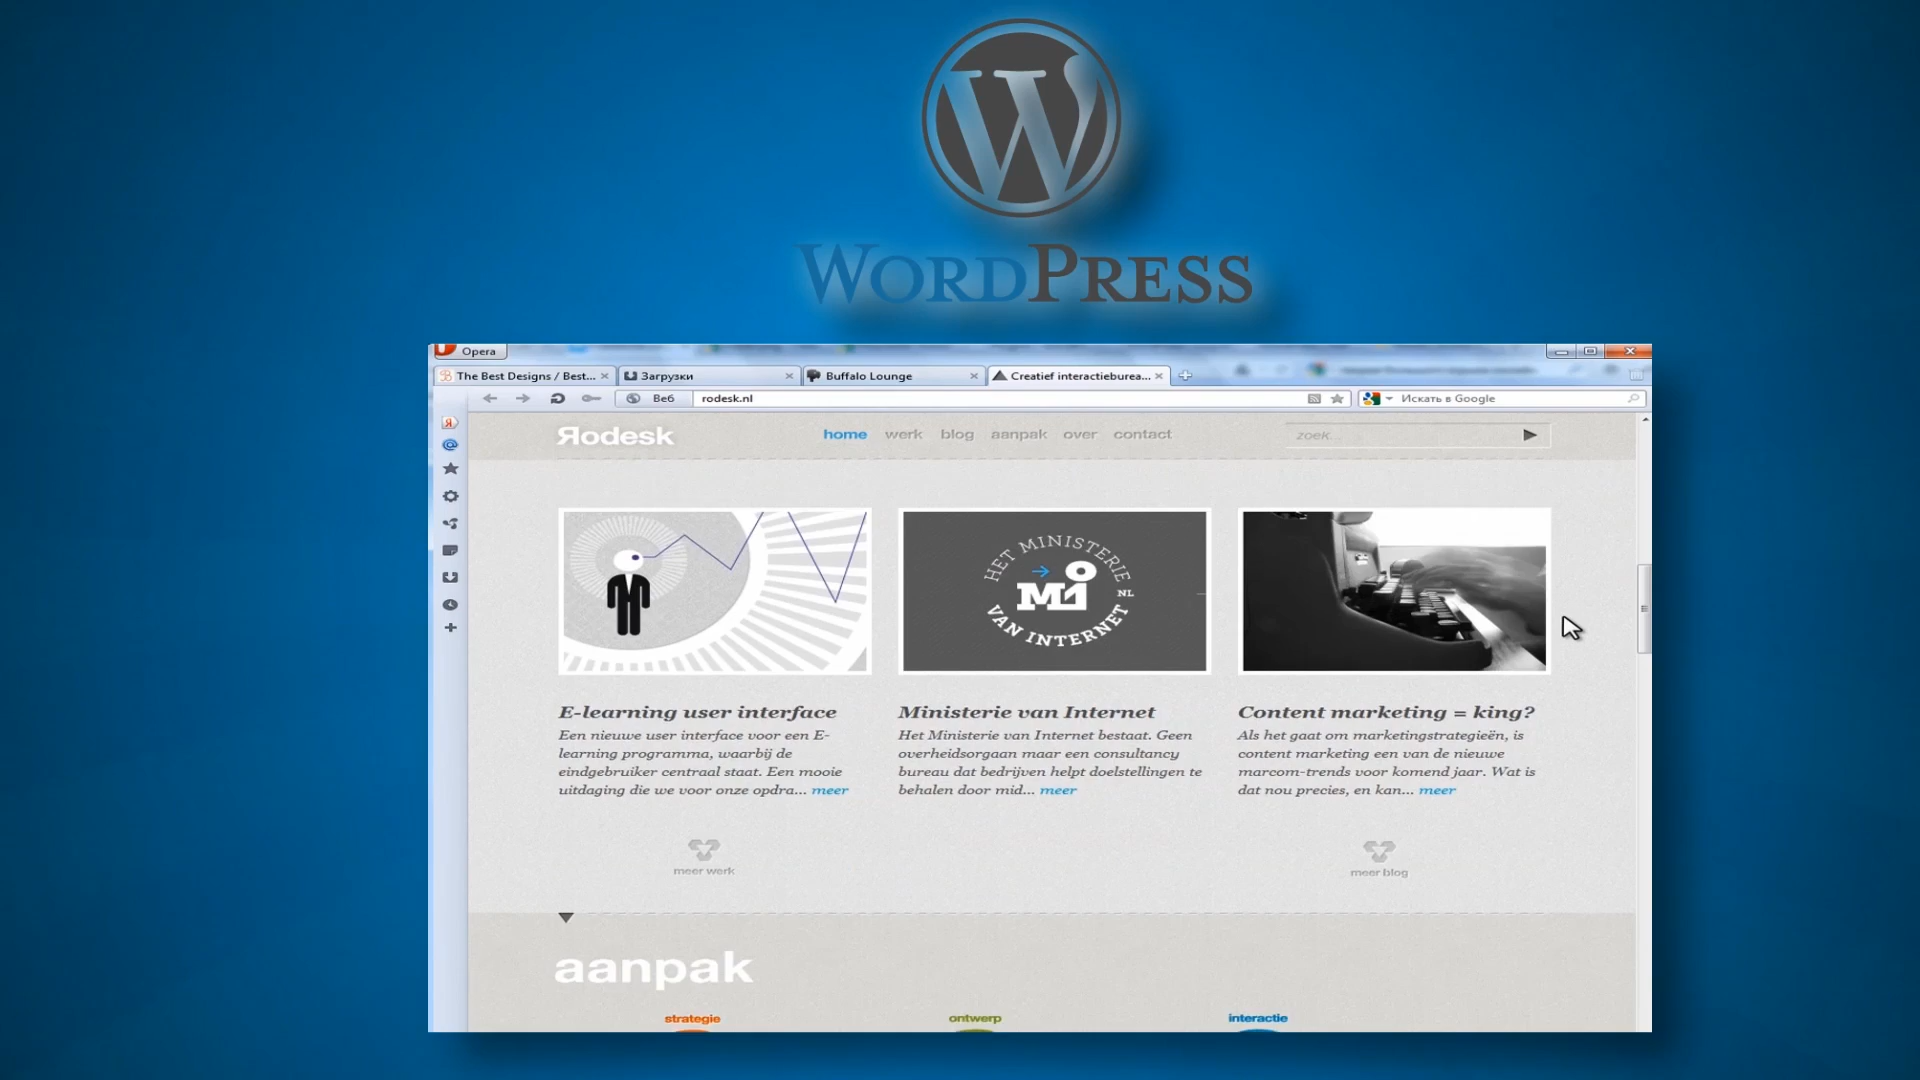 WORDPRESS
Opera
The Best Designs / Best...
Загрузки
Buffalo Lounge
Creatief interactiebureа...
Веб
rodesk.nl
Искать в Google
Яodesk
home werk blog aanpak over contact
zoek...
HET MINISTERIE
MI
NL
VAN INTERNET
E-learning user interface
Een nieuwe user interface voor een E-
learning programma, waarbij de
eindgebruiker centraal staat. Een mooie
uitdaging die we voor onze opdra... meer
Ministerie van Internet
Het Ministerie van Internet bestaat. Geen
overheidsorgaan maar een consultancy
bureau dat bedrijven helpt doelstellingen te
behalen door mid... meer
Content marketing = king?
Als het gaat om marketingstrategieën, is
content marketing een van de nieuwe
marcom-trends voor komend jaar. Wat is
dat nou precies, en kan... meer
meer werk
meer blog
aanpak
strategie
ontwerp
interactie